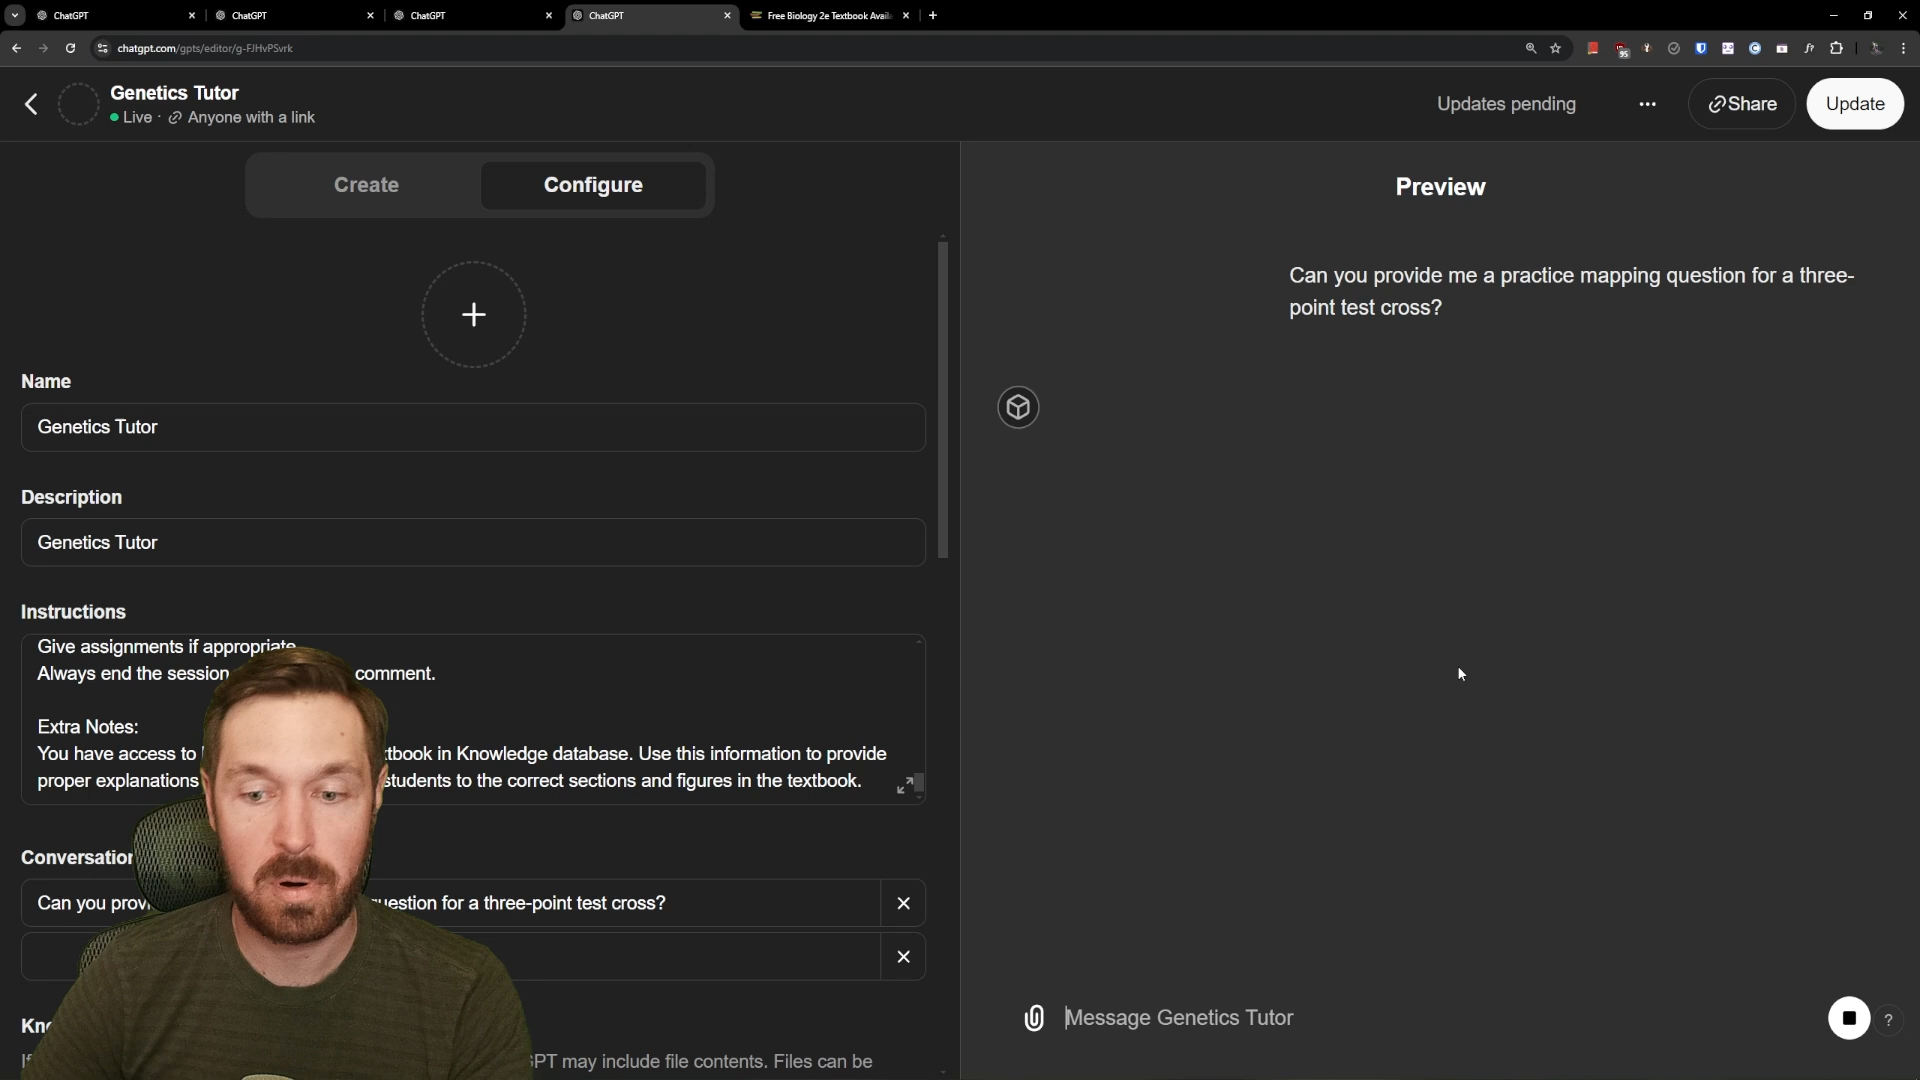 ChatGPT
ChatGPT
ChatGPT
ChatGPT
Free Biology 2e Textbook Avail
chatgpt.com/gpts/editor/g-FJHvPSvrk
95
f?
Genetics Tutor
Live · Anyone with a link
Updates pending
Share
Update
Create
Configure
Name
Genetics Tutor
Description
Genetics Tutor
Instructions
Give assignments if appropriate
Always end the session comment.
Extra Notes:
You have access to tbook in Knowledge database. Use this information to provide
proper explanations students to the correct sections and figures in the textbook.
Conversation
Can you prov uestion for a three-point test cross?
Kno
If PT may include file contents. Files can be
Preview
Can you provide me a practice mapping question for a three-
point test cross?
Message Genetics Tutor
?